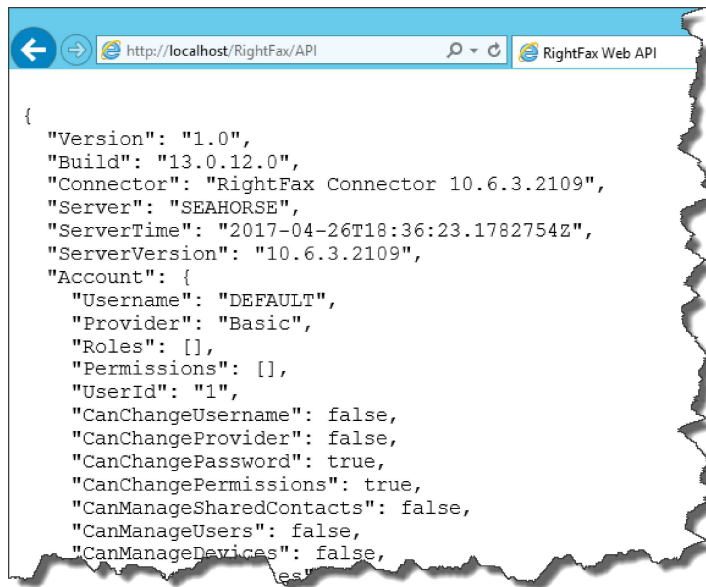 http://localhost/RightFax/API
RightFax Web API
{
"Version": "1.0",
"Build": "13.0.12.0",
"Connector": "RightFax Connector 10.6.3.2109",
"Server": "SEAHORSE",
"ServerTime": "2017-04-26T18:36:23.1782754Z",
"ServerVersion": "10.6.3.2109",
"Account": {
"Username": "DEFAULT",
"Provider": "Basic",
"Roles": [],
"Permissions": [],
"UserId": "1",
"CanChangeUsername": false,
"CanChangeProvider": false,
"CanChangePassword": true,
"CanChangePermissions": true,
"CanManageSharedContacts": false,
"CanManageUsers": false,
"CanManageDevices": false,